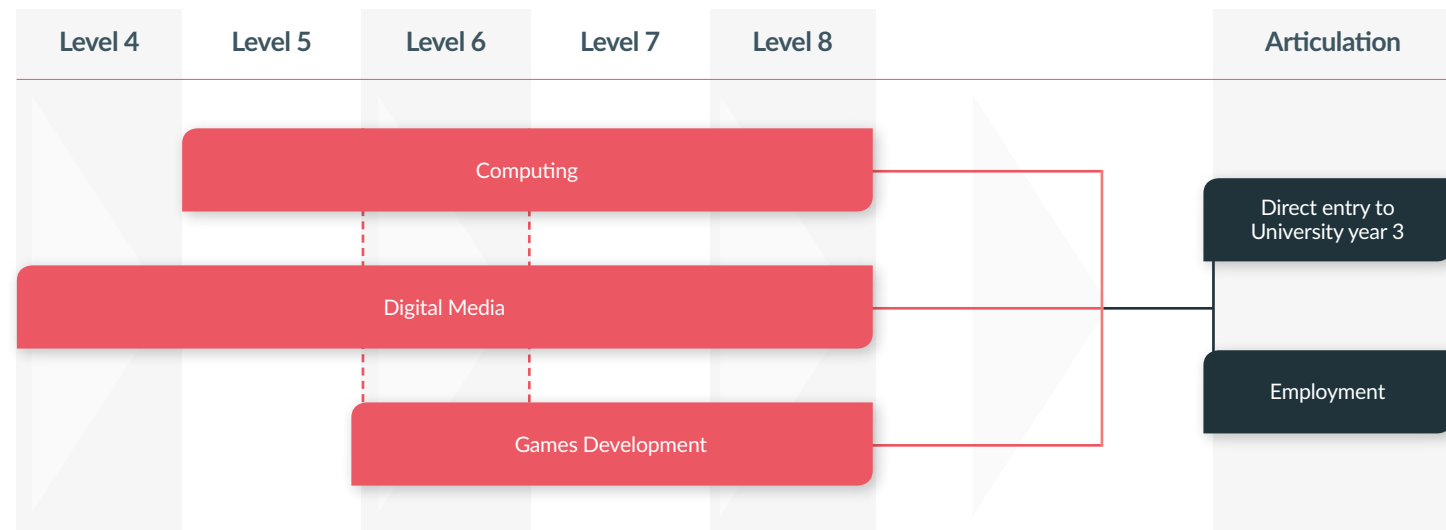 Level 4
Level 5
Level 6
Level 7
Level 8
Articulation
Computing
Direct entry to
University year 3
Digital Media
Employment
Games Development